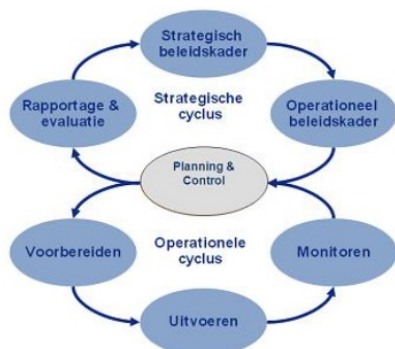 Strategisch
beleidskader
Rapportage &
evaluatie
Strategische
cyclus
Operationeel
beleidskader
Planning &
Control
Voorbereiden
Operationele
cyclus
Monitoren
Uitvoeren